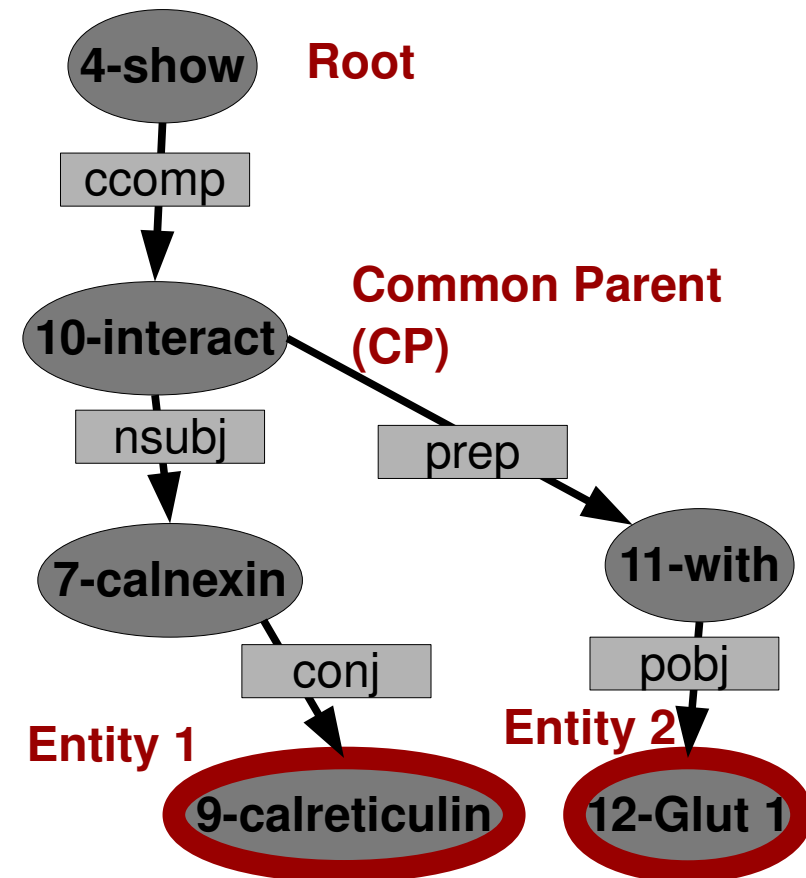 4-show
Root
ccomp
Common Parent
(CP)
10-interact
nsubj
prep
7-calnexin
11-with
conj
pobj
Entity 1
Entity 2
9-calreticulin
12-Glut 1